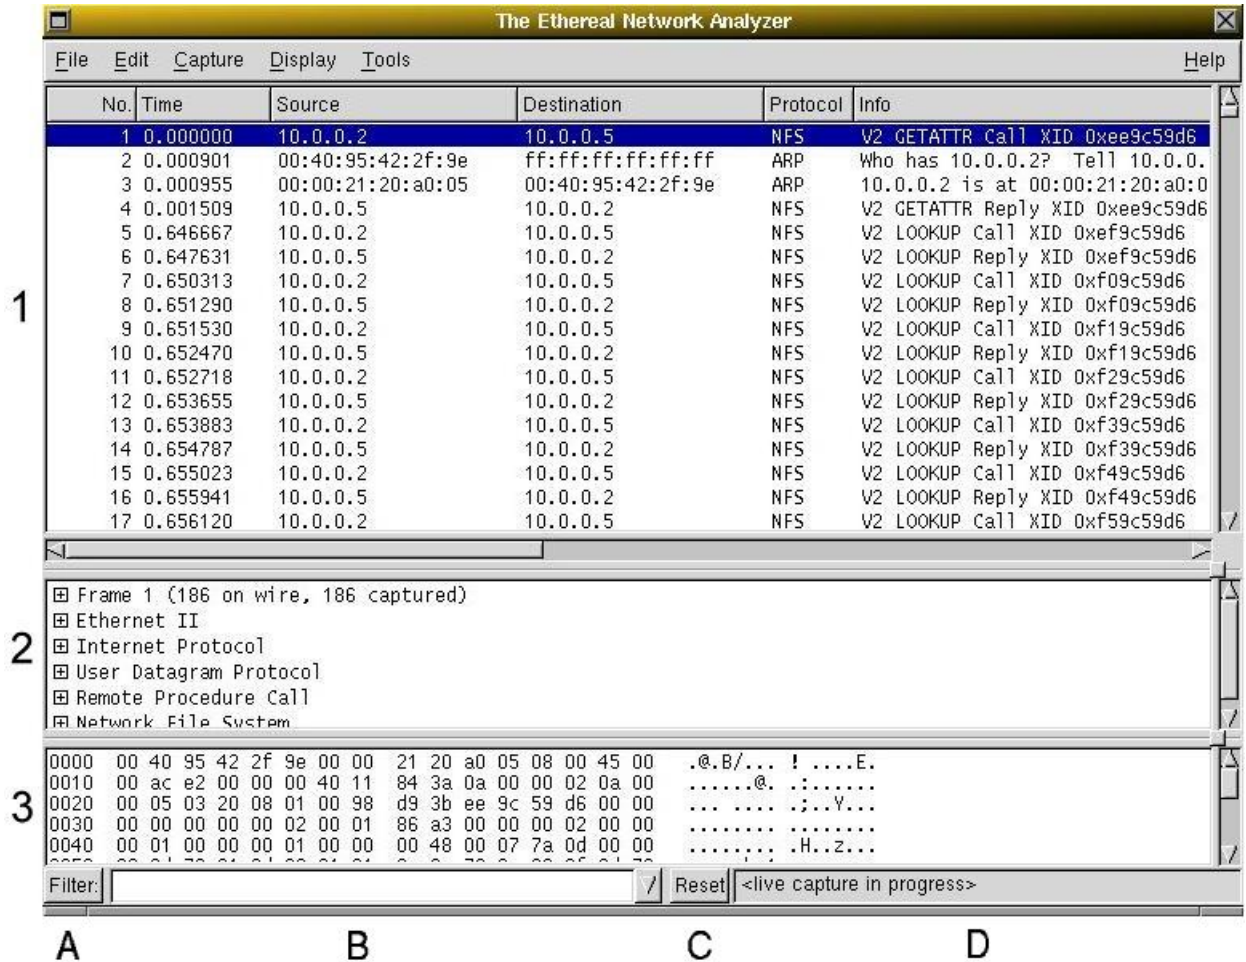 The Ethereal Network Analyzer
File Edit Capture Display Tools Help
No. Time Source Destination Protocol Info
1 0.000000 10.0.0.2 10.0.0.5 NFS V2 GETATTR Call XID 0xee9c59d6
2 0.000901 00:40:95:42:2f:9e ff:ff:ff:ff:ff:ff ARP Who has 10.0.0.2? Tell 10.0.0.
3 0.000955 00:00:21:20:a0:05 00:40:95:42:2f:9e ARP 10.0.0.2 is at 00:00:21:20:a0:0
4 0.001509 10.0.0.5 10.0.0.2 NFS V2 GETATTR Reply XID 0xee9c59d6
5 0.646667 10.0.0.2 10.0.0.5 NFS V2 LOOKUP Call XID 0xef9c59d6
6 0.647631 10.0.0.5 10.0.0.2 NFS V2 LOOKUP Reply XID 0xef9c59d6
7 0.650313 10.0.0.2 10.0.0.5 NFS V2 LOOKUP Call XID 0xf09c59d6
1 8 0.651290 10.0.0.5 10.0.0.2 NFS V2 LOOKUP Reply XID 0xf09c59d6
9 0.651530 10.0.0.2 10.0.0.5 NFS V2 LOOKUP Call XID 0xf19c59d6
10 0.652470 10.0.0.5 10.0.0.2 NFS V2 LOOKUP Reply XID 0xf19c59d6
11 0.652718 10.0.0.2 10.0.0.5 NFS V2 LOOKUP Call XID 0xf29c59d6
12 0.653655 10.0.0.5 10.0.0.2 NFS V2 LOOKUP Reply XID 0xf29c59d6
13 0.653883 10.0.0.2 10.0.0.5 NFS V2 LOOKUP Call XID 0xf39c59d6
14 0.654787 10.0.0.5 10.0.0.2 NFS V2 LOOKUP Reply XID 0xf39c59d6
15 0.655023 10.0.0.2 10.0.0.5 NFS V2 LOOKUP Call XID 0xf49c59d6
16 0.655941 10.0.0.5 10.0.0.2 NFS V2 LOOKUP Reply XID 0xf49c59d6
17 0.656120 10.0.0.2 10.0.0.5 NFS V2 LOOKUP Call XID 0xf59c59d6
Frame 1 (186 on wire, 186 captured)
Ethernet II
2 Internet Protocol
User Datagram Protocol
Remote Procedure Call
Network File System
0000 00 40 95 42 2f 9e 00 00 21 20 a0 05 08 00 45 00 .@.B/... ! ....E.
0010 00 ac e2 00 00 00 40 11 84 3a 0a 00 00 02 0a 00 ......@. .:......
3 0020 00 05 03 20 08 01 00 98 d9 3b ee 9c 59 d6 00 00 ... .... .;..Y...
0030 00 00 00 00 00 02 00 01 86 a3 00 00 00 02 00 00 ........ ........
0040 00 01 00 00 00 01 00 00 00 48 00 07 7a 0d 00 00 ........ .H..z...
Filter: Reset <live capture in progress>
A B C D